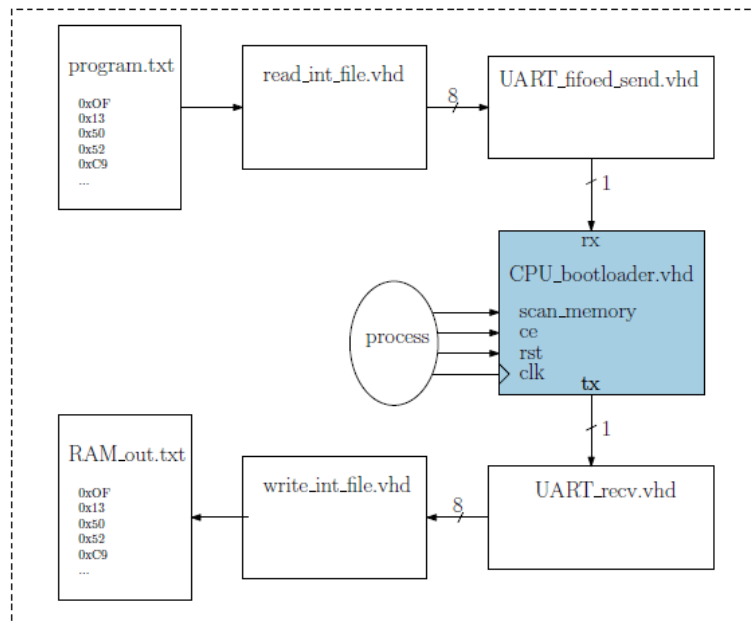 program.txt
0xOF
0x13
0x50
0x52
0xC9
...
read_int_file.vhd
8
UART_fifoed_send.vhd
1
rx
CPU_bootloader.vhd
scan_memory
ce
rst
clk
tx
process
1
RAM_out.txt
0xOF
0x13
0x50
0x52
0xC9
...
write_int_file.vhd
8
UART_recv.vhd